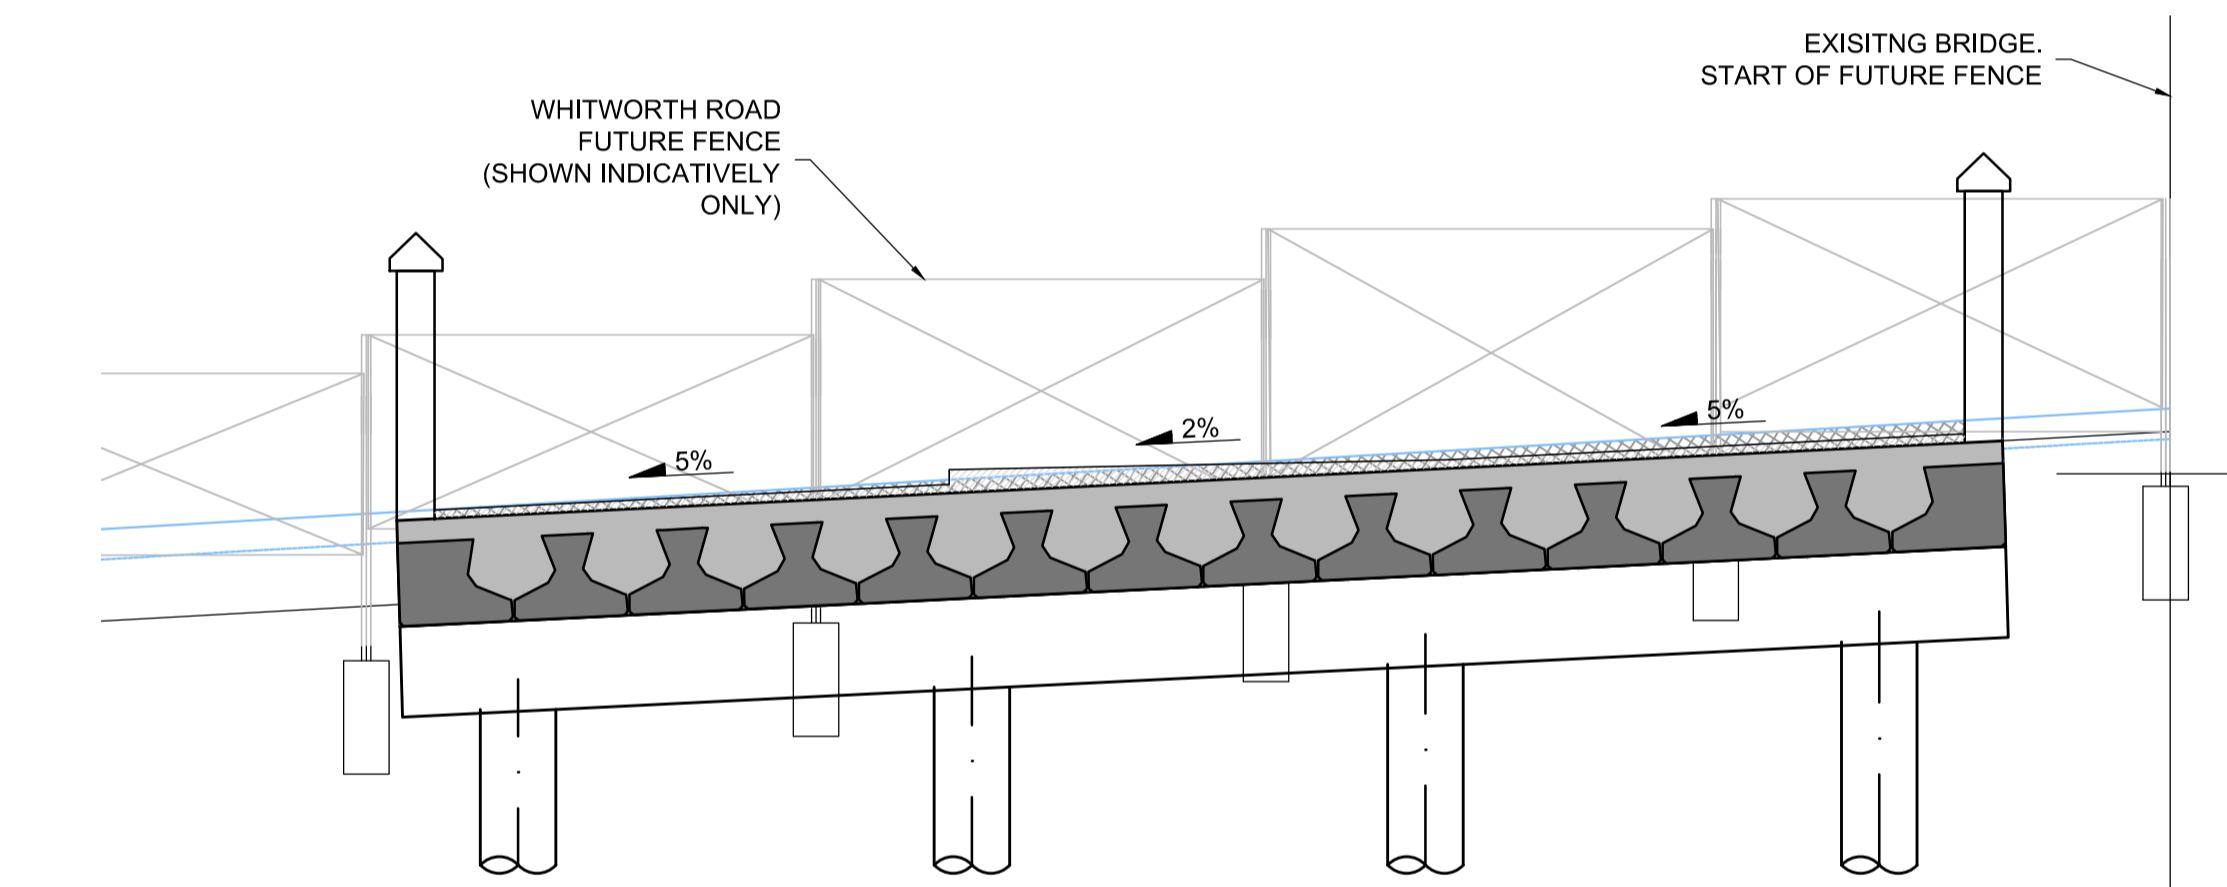 EXISITNG BRIDGE.
START OF FUTURE FENCE
WHITWORTH ROAD
FUTURE FENCE
(SHOWN INDICATIVELY
ONLY)
5%
2%
5%